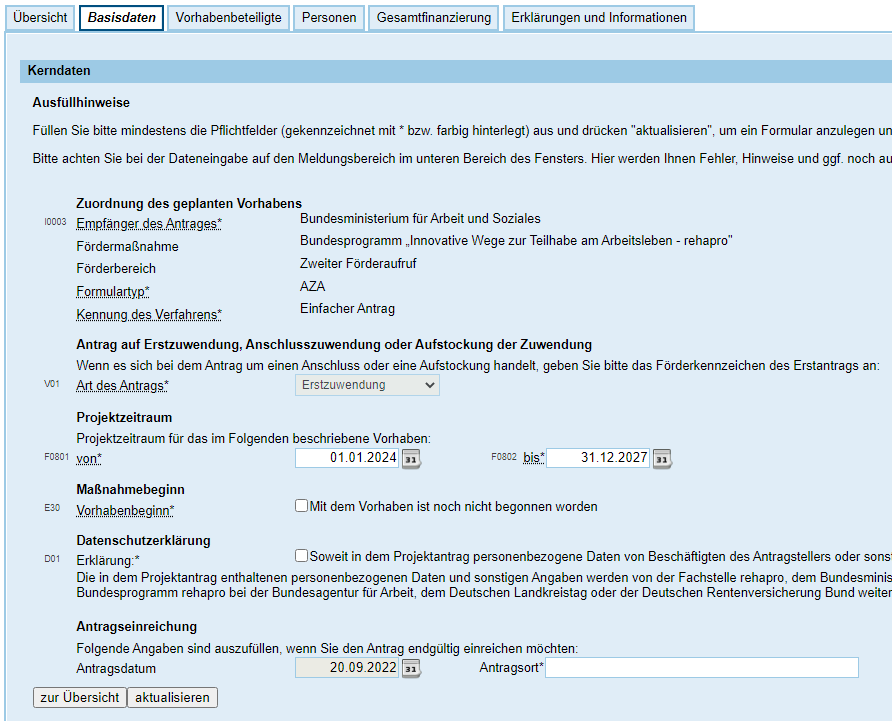 Übersicht Basisdaten Vorhabenbeteiligte Personen Gesamtfinanzierung Erklärungen und Informationen
Kerndaten
Ausfüllhinweise
Füllen Sie bitte mindestens die Pflichtfelder (gekennzeichnet mit * bzw. farbig hinterlegt) aus und drücken "aktualisieren", um ein Formular anzulegen un
Bitte achten Sie bei der Dateneingabe auf den Meldungsbereich im unteren Bereich des Fensters. Hier werden Ihnen Fehler, Hinweise und ggf. noch au
Zuordnung des geplanten Vorhabens
I0003 Empfänger des Antrages* Bundesministerium für Arbeit und Soziales
Fördermaßnahme Bundesprogramm „Innovative Wege zur Teilhabe am Arbeitsleben - rehapro"
Förderbereich Zweiter Förderaufruf
Formulartyp* AZA
Kennung des Verfahrens* Einfacher Antrag
Antrag auf Erstzuwendung, Anschlusszuwendung oder Aufstockung der Zuwendung
Wenn es sich bei dem Antrag um einen Anschluss oder eine Aufstockung handelt, geben Sie bitte das Förderkennzeichen des Erstantrags an:
V01 Art des Antrags* Erstzuwendung
Projektzeitraum
Projektzeitraum für das im Folgenden beschriebene Vorhaben:
F0801 von* 01.01.2024 31 F0802 bis* 31.12.2027 31
Maßnahmebeginn
E30 Vorhabenbeginn* Mit dem Vorhaben ist noch nicht begonnen worden
Datenschutzerklärung
D01 Erklärung:* Soweit in dem Projektantrag personenbezogene Daten von Beschäftigten des Antragstellers oder sonst
Die in dem Projektantrag enthaltenen personenbezogenen Daten und sonstigen Angaben werden von der Fachstelle rehapro, dem Bundesminis
Bundesprogramm rehapro bei der Bundesagentur für Arbeit, dem Deutschen Landkreistag oder der Deutschen Rentenversicherung Bund weiter
Antragseinreichung
Folgende Angaben sind auszufüllen, wenn Sie den Antrag endgültig einreichen möchten:
Antragsdatum 20.09.2022 31 Antragsort*
zur Übersicht aktualisieren